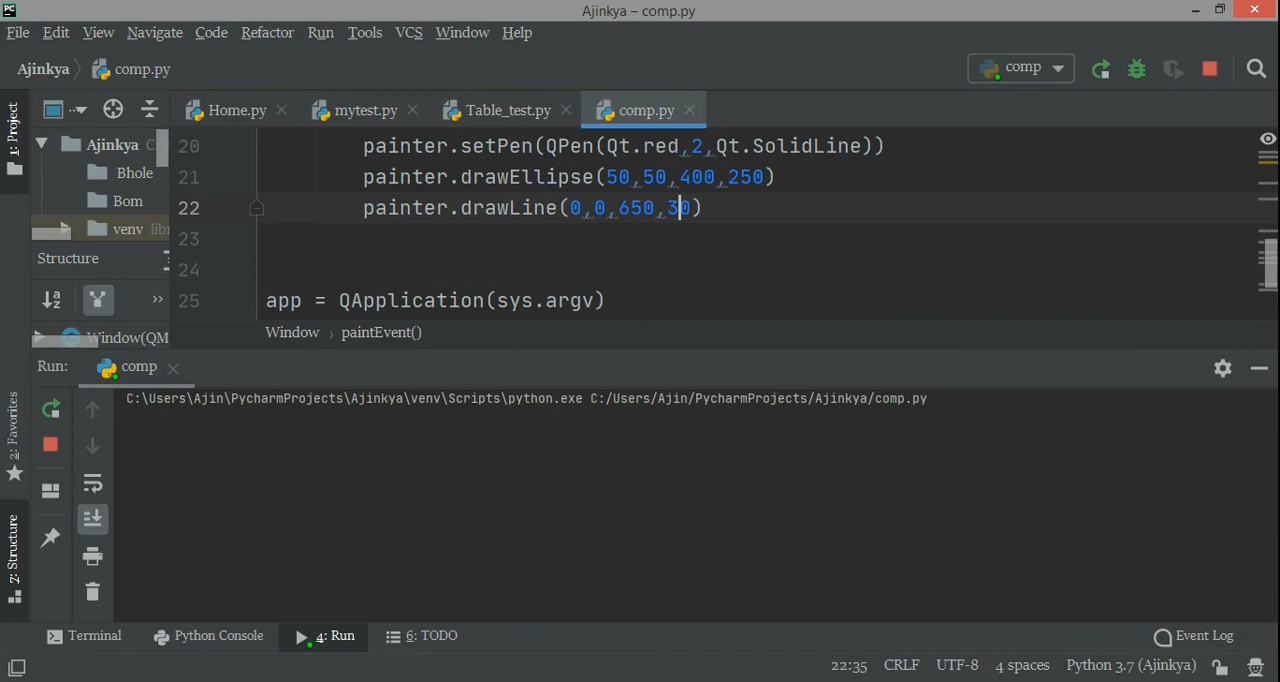 PC
Ajinkya – comp.py
File Edit View Navigate Code Refactor Run Tools VCS Window Help
Ajinkya comp.py comp
1: Project
Home.py mytest.py Table_test.py comp.py
Ajinkya C:
Bhole
Bom
venv libr
20 painter.setPen(QPen(Qt.red,2,Qt.SolidLine))
21 painter.drawEllipse(50,50,400,250)
22 painter.drawLine(0,0,650,30)
23
24
25 app = QApplication(sys.argv)
Structure
Window(QM
Window › paintEvent()
Run: comp
C:\Users\Ajin\PycharmProjects\Ajinkya\venv\Scripts\python.exe C:/Users/Ajin/PycharmProjects/Ajinkya/comp.py
2: Favorites
7: Structure
Terminal Python Console 4: Run 6: TODO Event Log
22:35 CRLF UTF-8 4 spaces Python 3.7 (Ajinkya)